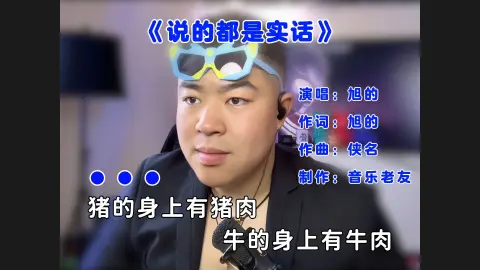 《说的都是实话》
演唱：旭的
作词：旭的
作曲：侠名
制作：音乐老友
猪的身上有猪肉
牛的身上有牛肉